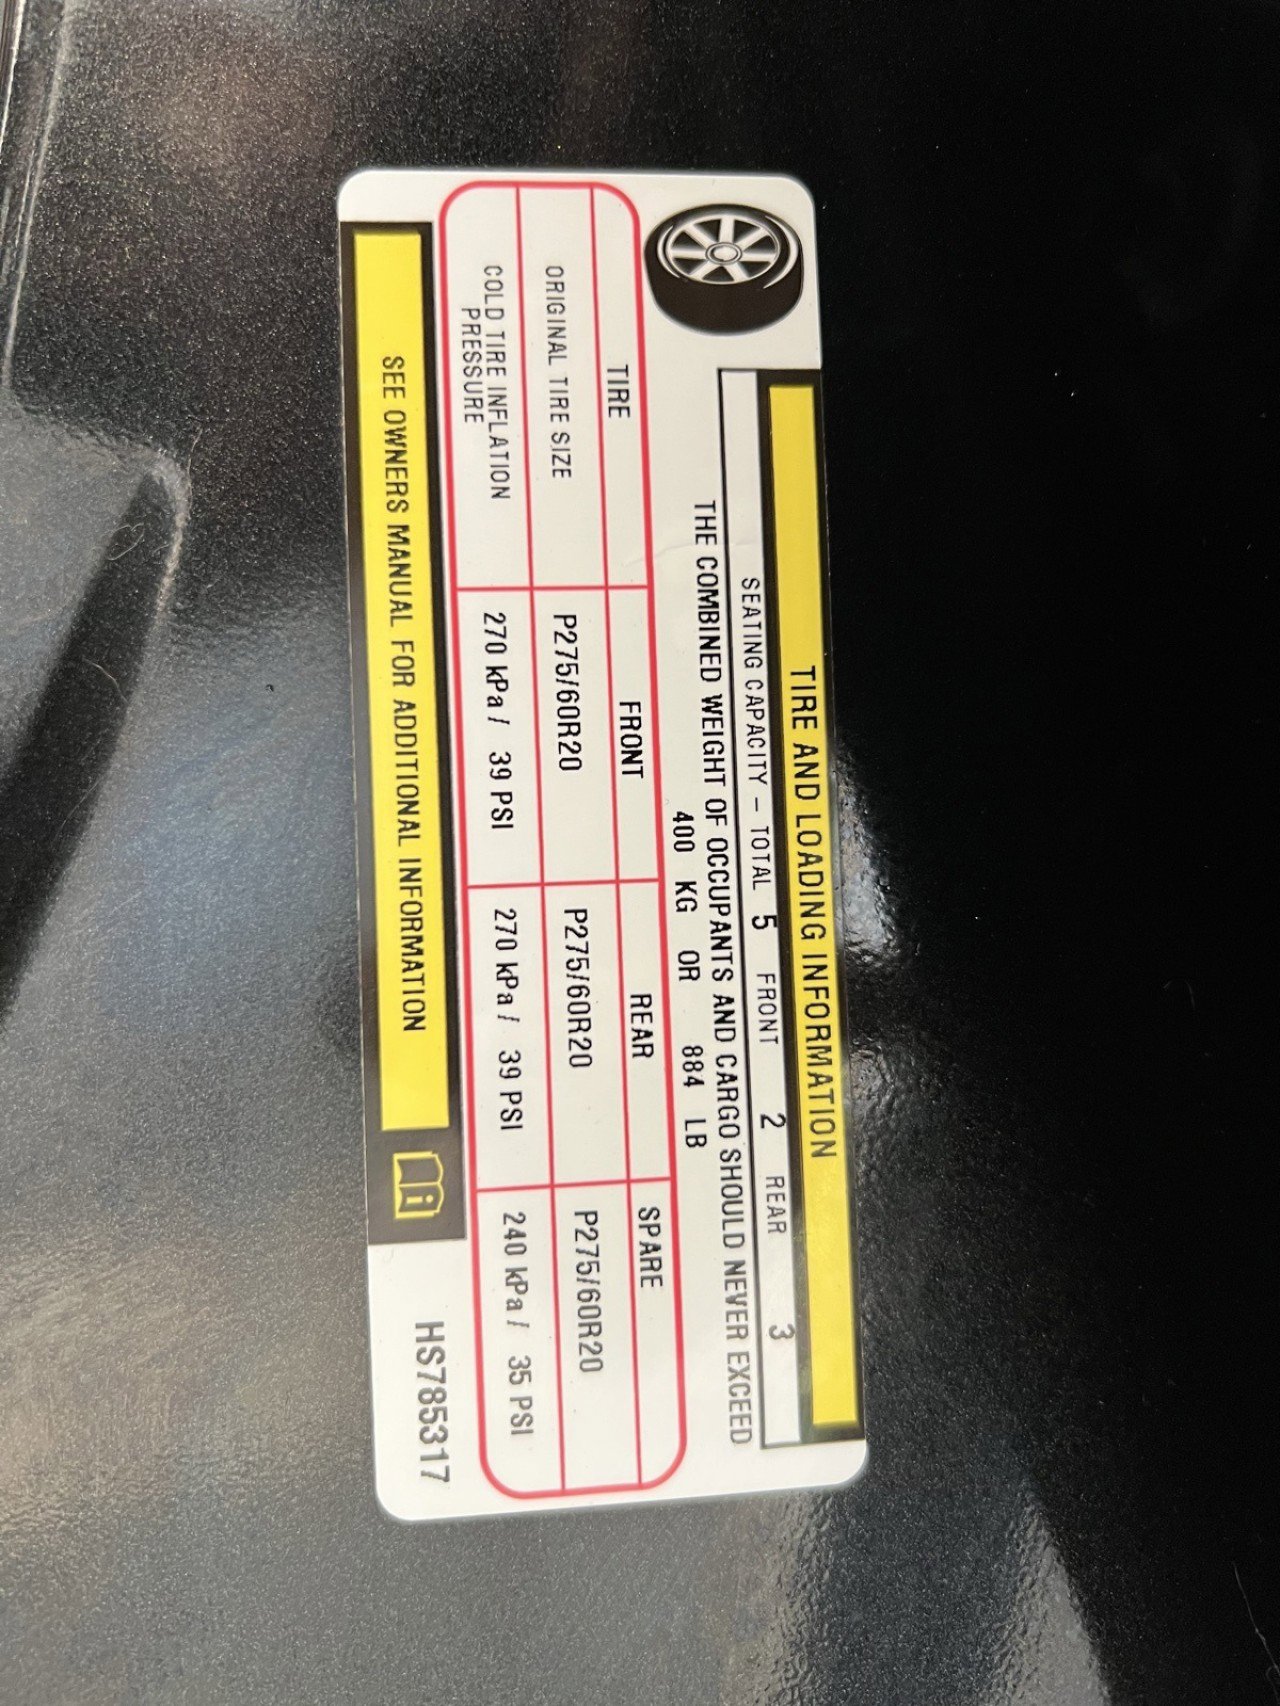 TIRE AND LOADING INFORMATION
SEATING CAPACITY – TOTAL 5 FRONT 2 REAR 3
THE COMBINED WEIGHT OF OCCUPANTS AND CARGO SHOULD NEVER EXCEED
400 KG OR 884 LB
TIRE FRONT REAR SPARE
ORIGINAL TIRE SIZE P275/60R20 P275/60R20 P275/60R20
COLD TIRE INFLATION
PRESSURE 270 kPa / 39 PSI 270 kPa / 39 PSI 240 kPa / 35 PSI
SEE OWNERS MANUAL FOR ADDITIONAL INFORMATION
HS785317